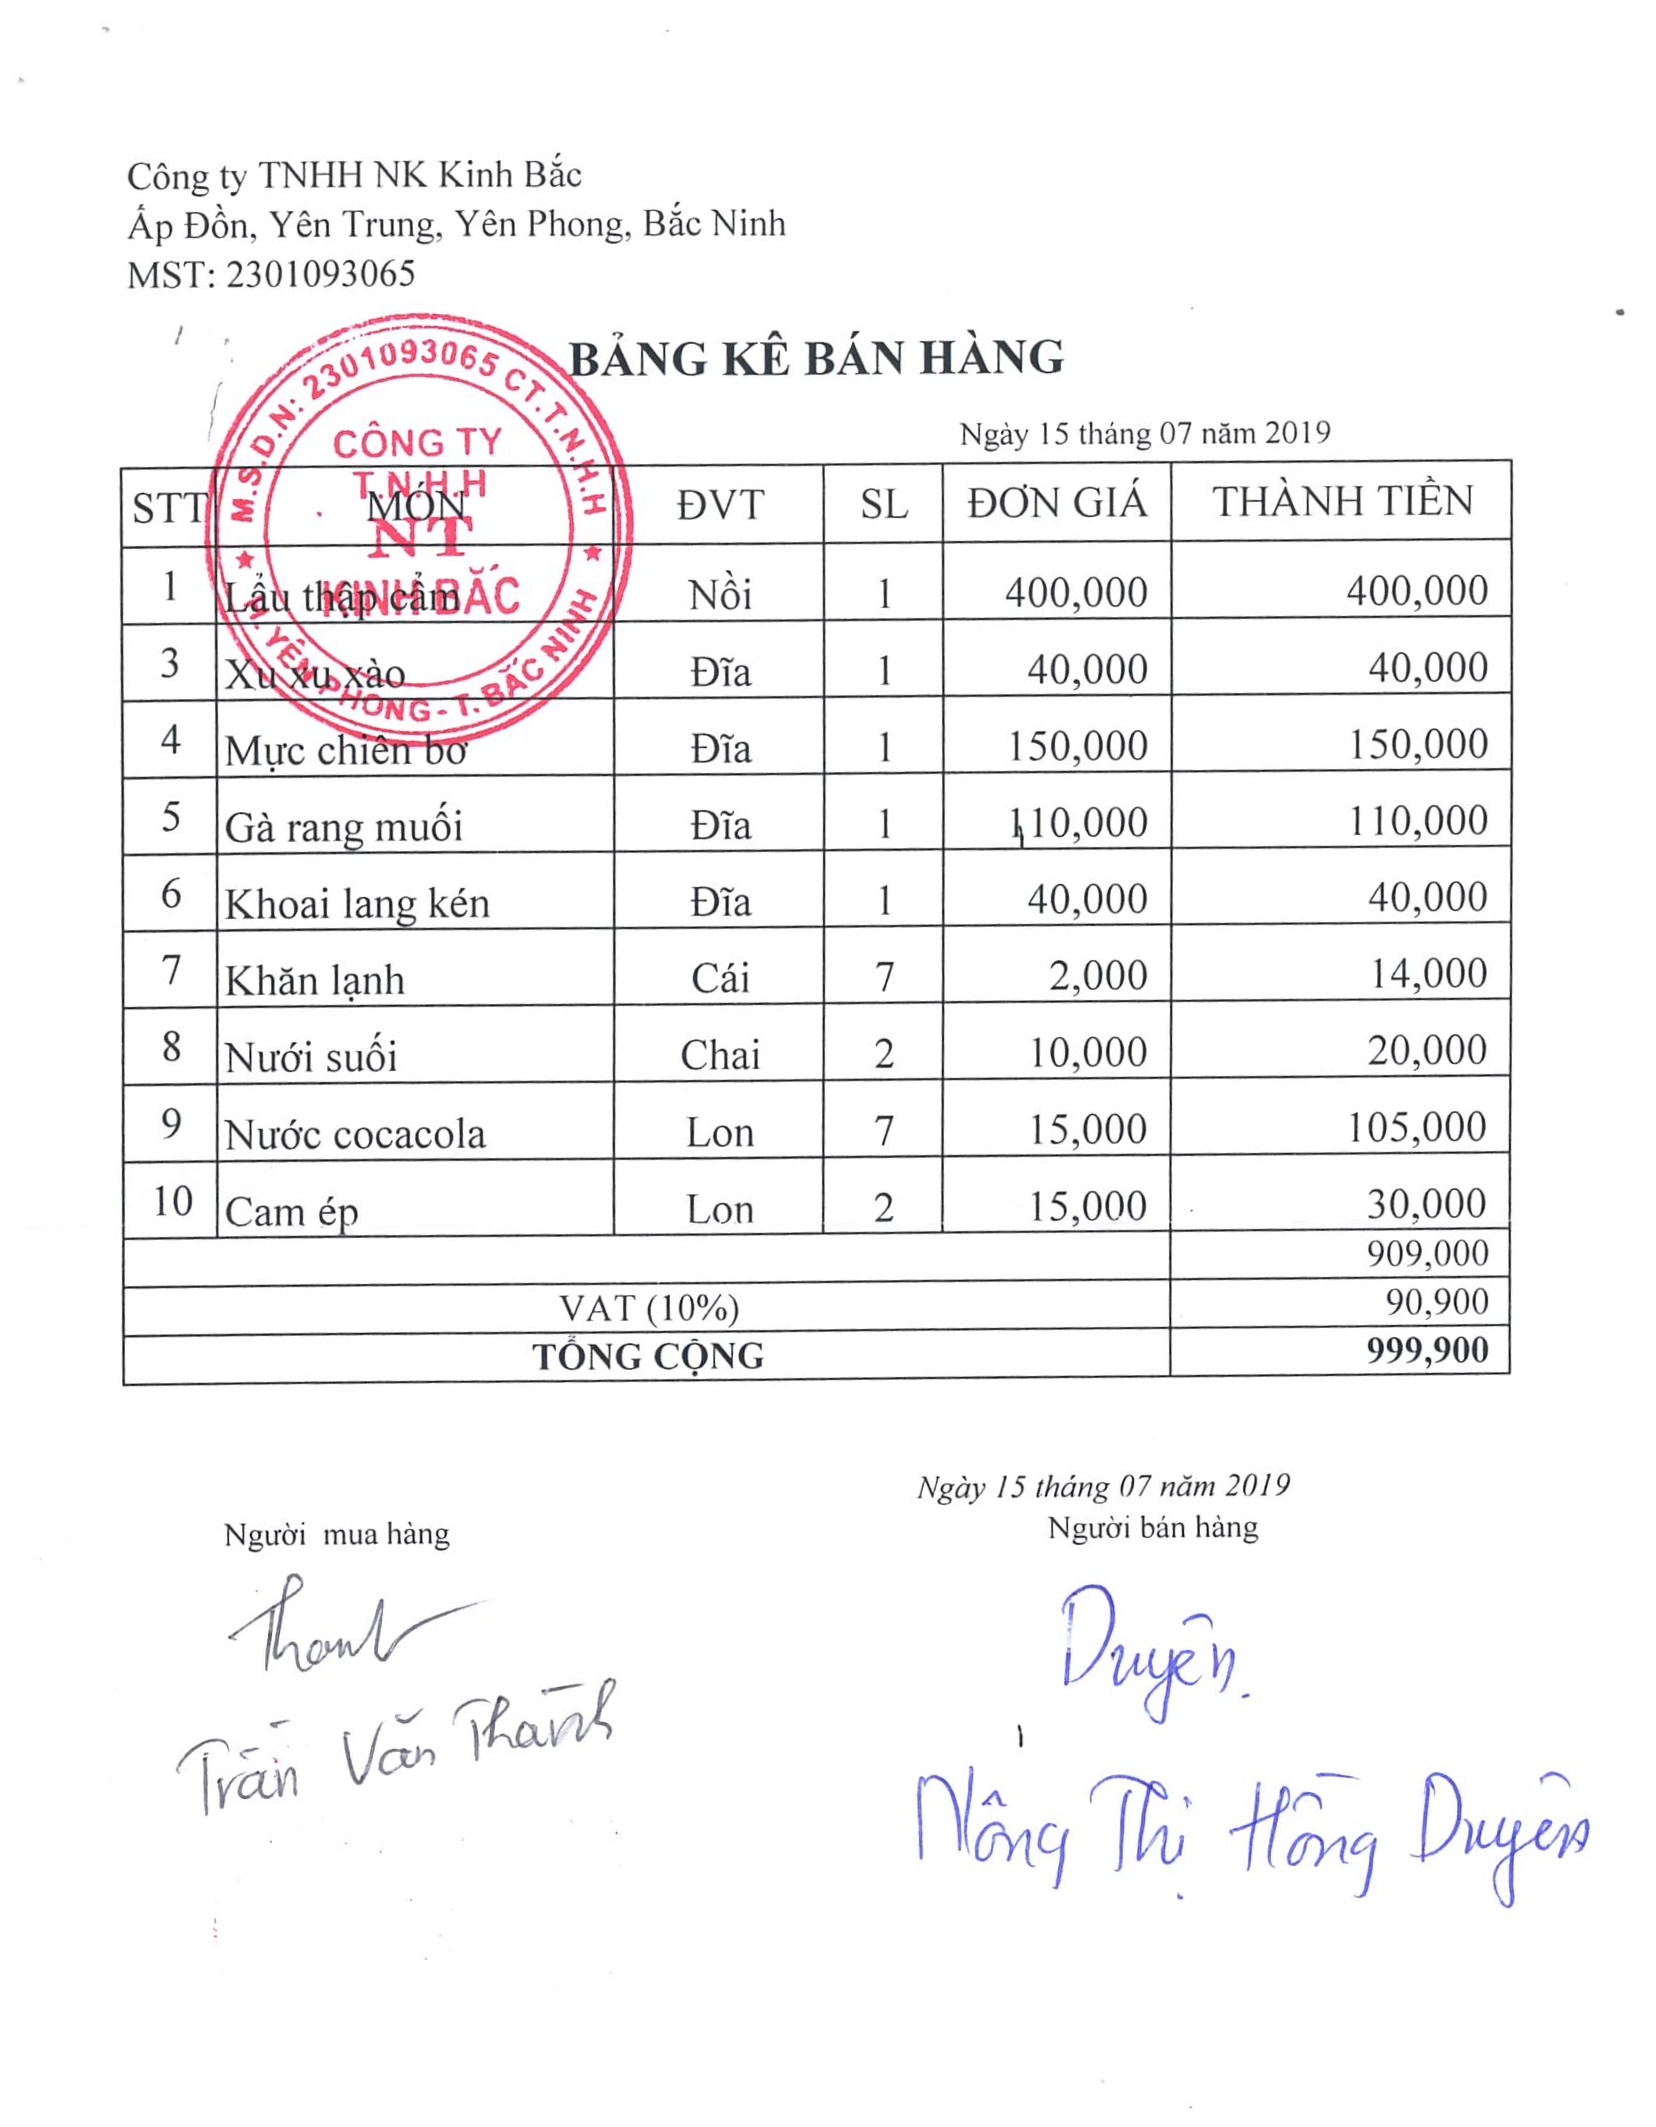 Công ty TNHH NK Kinh Bắc
Ấp Đồn, Yên Trung, Yên Phong, Bắc Ninh
MST: 2301093065
BẢNG KÊ BÁN HÀNG
M.S.D.N: 2301093065 CT.T.N.H.H
CÔNG TY
T.N.H.H
NT
KINH BẮC
H. YÊN PHONG - T. BẮC NINH
Ngày 15 tháng 07 năm 2019
STT MÓN ĐVT SL ĐƠN GIÁ THÀNH TIỀN
1 Lẩu thập cẩm Nồi 1 400,000 400,000
3 Xu xu xào Đĩa 1 40,000 40,000
4 Mực chiên bơ Đĩa 1 150,000 150,000
5 Gà rang muối Đĩa 1 110,000 110,000
6 Khoai lang kén Đĩa 1 40,000 40,000
7 Khăn lạnh Cái 7 2,000 14,000
8 Nưới suối Chai 2 10,000 20,000
9 Nước cocacola Lon 7 15,000 105,000
10 Cam ép Lon 2 15,000 30,000
909,000
VAT (10%) 90,900
TỔNG CỘNG 999,900
Ngày 15 tháng 07 năm 2019
Người mua hàng Người bán hàng
Duyên.
Trần Văn Thành
Nông Thị Hồng Duyên